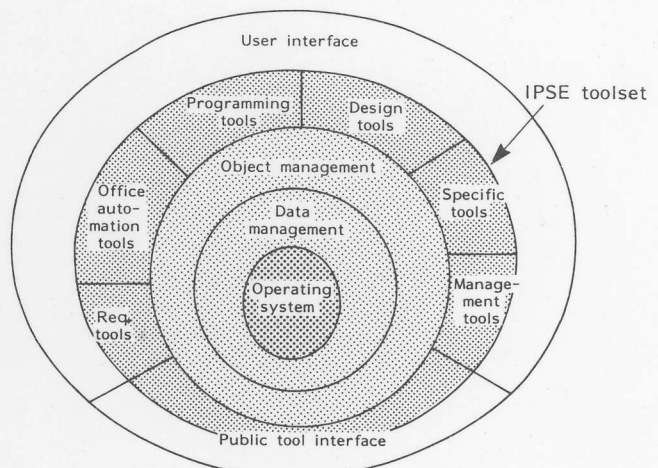 User interface
IPSE toolset
Programming
tools
Design
tools
Object management
Office
auto-
mation
tools
Specific
tools
Data
management
Operating
system
Manage-
ment
tools
Req.
tools
Public tool interface